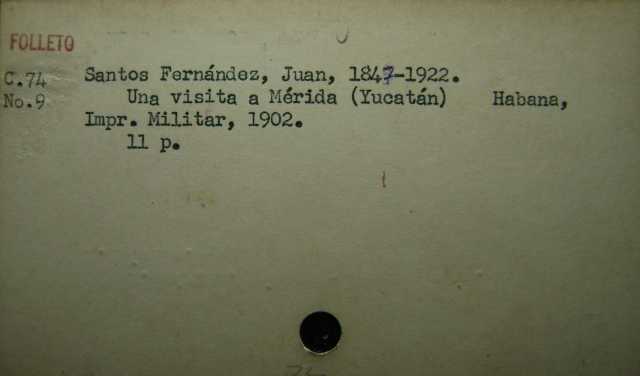 FOLLETO
C.74 Santos Fernández, Juan, 1847-1922.
No.9 Una visita a Mérida (Yucatán) Habana,
Impr. Militar, 1902.
11 p.